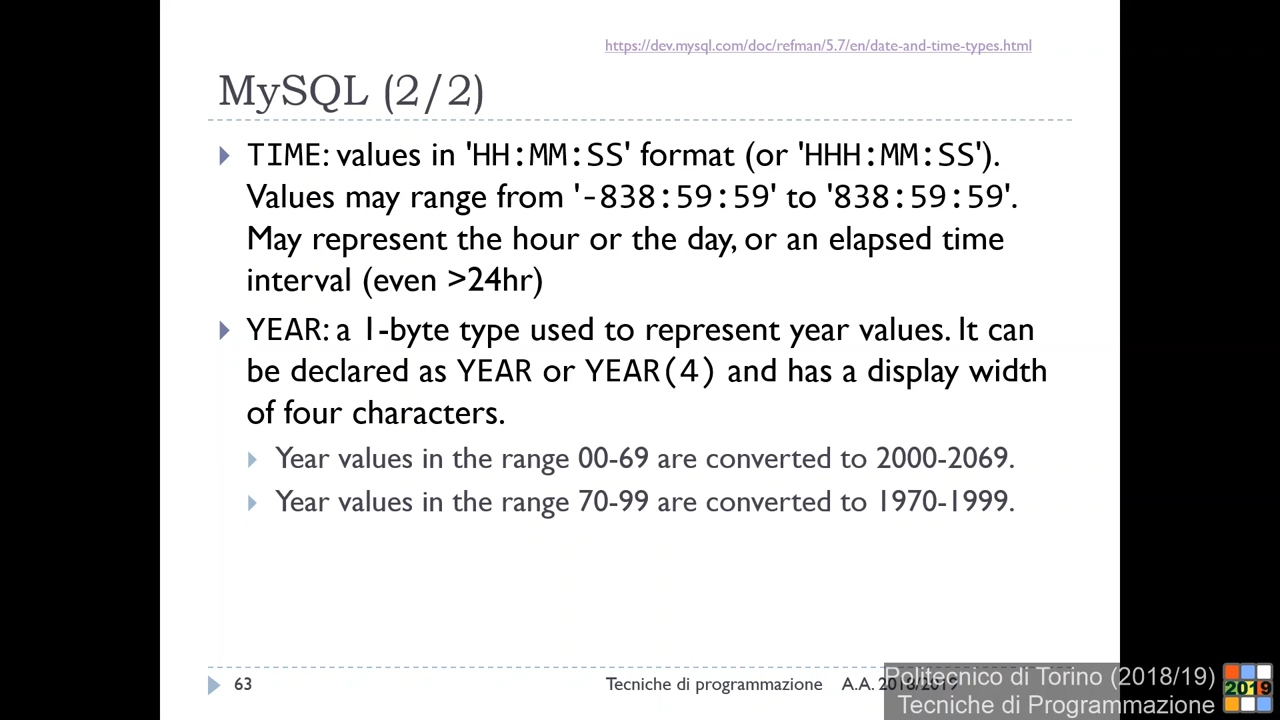 https://dev.mysql.com/doc/refman/5.7/en/date-and-time-types.html
MySQL (2/2)
TIME: values in 'HH:MM:SS' format (or 'HHH:MM:SS').
Values may range from '-838:59:59' to '838:59:59'.
May represent the hour or the day, or an elapsed time
interval (even >24hr)
YEAR: a 1-byte type used to represent year values. It can
be declared as YEAR or YEAR(4) and has a display width
of four characters.
Year values in the range 00-69 are converted to 2000-2069.
Year values in the range 70-99 are converted to 1970-1999.
63 Tecniche di programmazione A.A. 2018/2019
Politecnico di Torino (2018/19)
Tecniche di Programmazione
2019